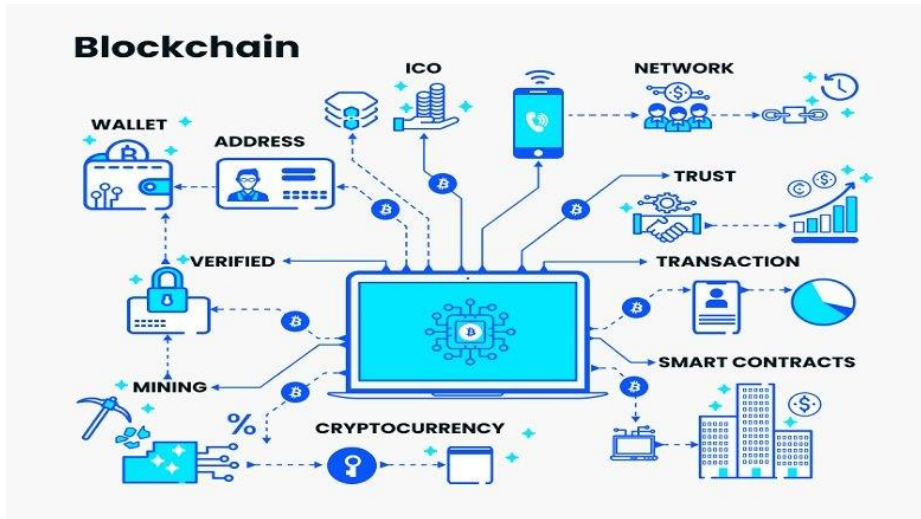 Blockchain
ICO
NETWORK
WALLET
ADDRESS
TRUST
VERIFIED
TRANSACTION
SMART CONTRACTS
MINING
%
CRYPTOCURRENCY